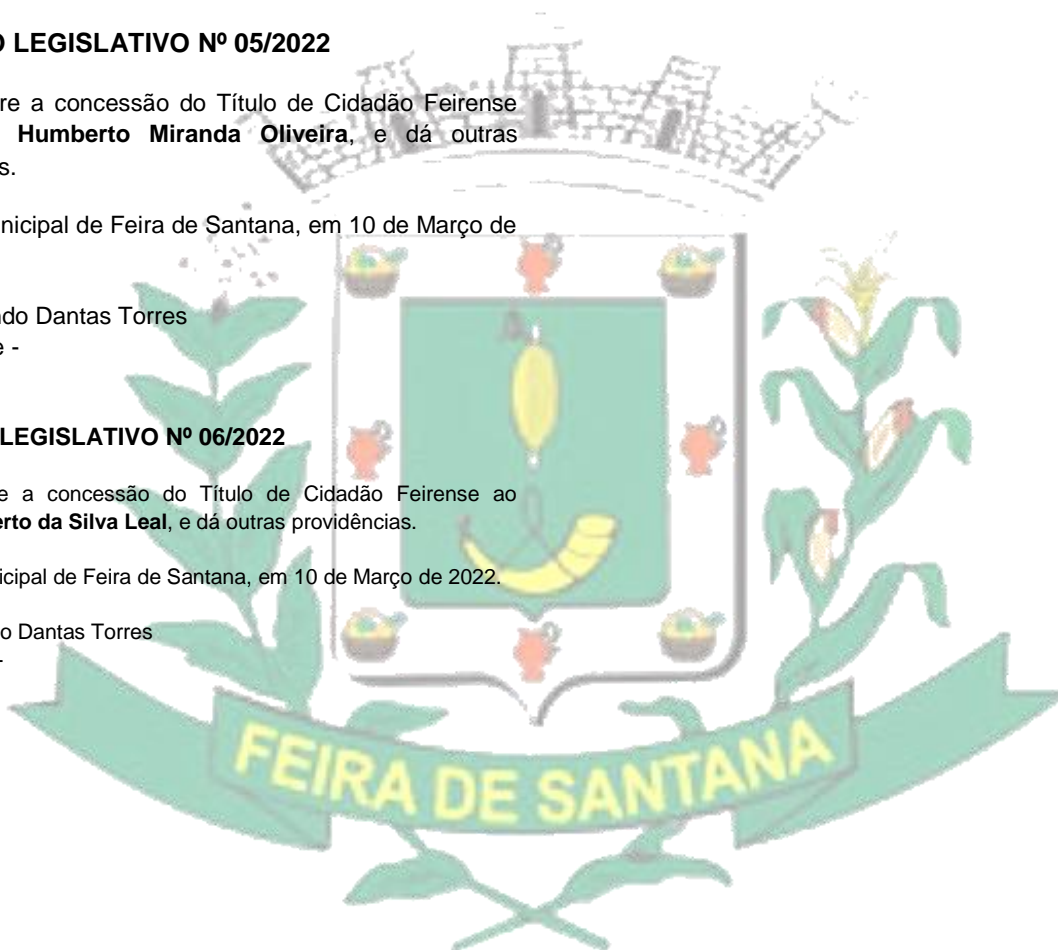 O LEGISLATIVO Nº 05/2022
re a concessão do Título de Cidadão Feirense
Humberto Miranda Oliveira, e dá outras
s.
nicipal de Feira de Santana, em 10 de Março de
ndo Dantas Torres
e -
LEGISLATIVO Nº 06/2022
e a concessão do Título de Cidadão Feirense ao
erto da Silva Leal, e dá outras providências.
icipal de Feira de Santana, em 10 de Março de 2022.
o Dantas Torres
-
FEIRA DE SANTANA